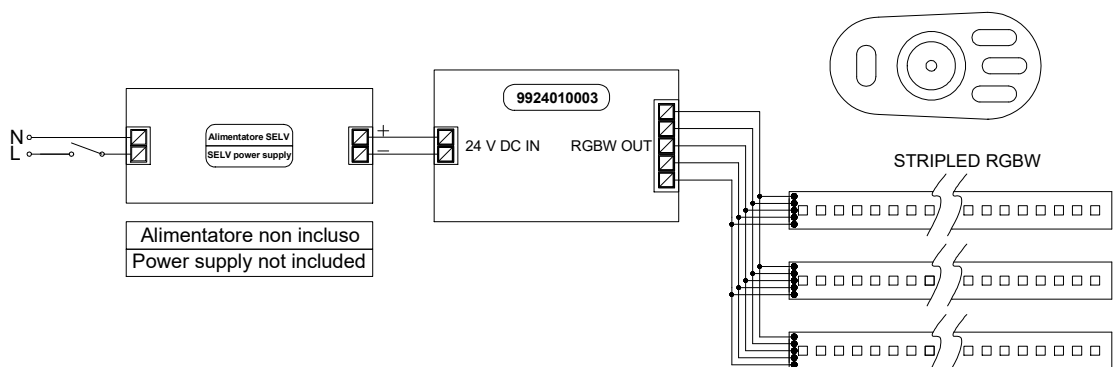 N
L
Alimentatore SELV
SELV power supply
+
–
9924010003
24 V DC IN
RGBW OUT
STRIPLED RGBW
Alimentatore non incluso
Power supply not included